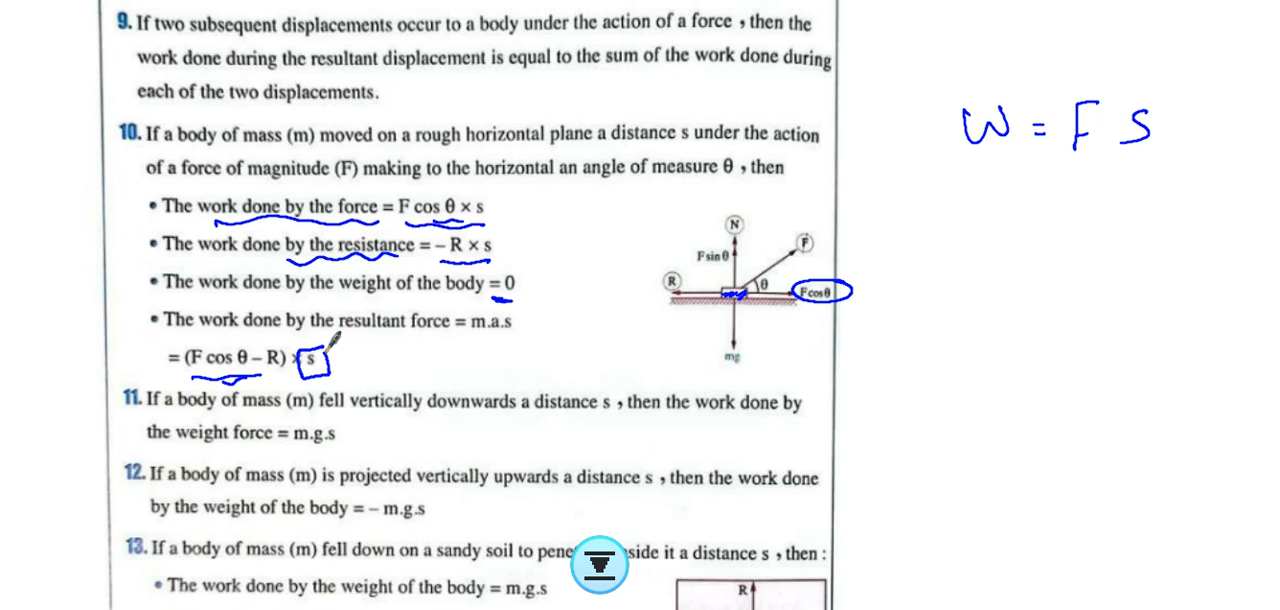 9. If two subsequent displacements occur to a body under the action of a force , then the
work done during the resultant displacement is equal to the sum of the work done during
each of the two displacements.
W = F S
10. If a body of mass (m) moved on a rough horizontal plane a distance s under the action
of a force of magnitude (F) making to the horizontal an angle of measure θ , then
• The work done by the force = F cos θ × s
• The work done by the resistance = – R × s
• The work done by the weight of the body = 0
• The work done by the resultant force = m.a.s
= (F cos θ – R) × s
N
F
F sin θ
R
θ
F cos θ
mg
11. If a body of mass (m) fell vertically downwards a distance s , then the work done by
the weight force = m.g.s
12. If a body of mass (m) is projected vertically upwards a distance s , then the work done
by the weight of the body = – m.g.s
13. If a body of mass (m) fell down on a sandy soil to pene side it a distance s , then :
• The work done by the weight of the body = m.g.s
R